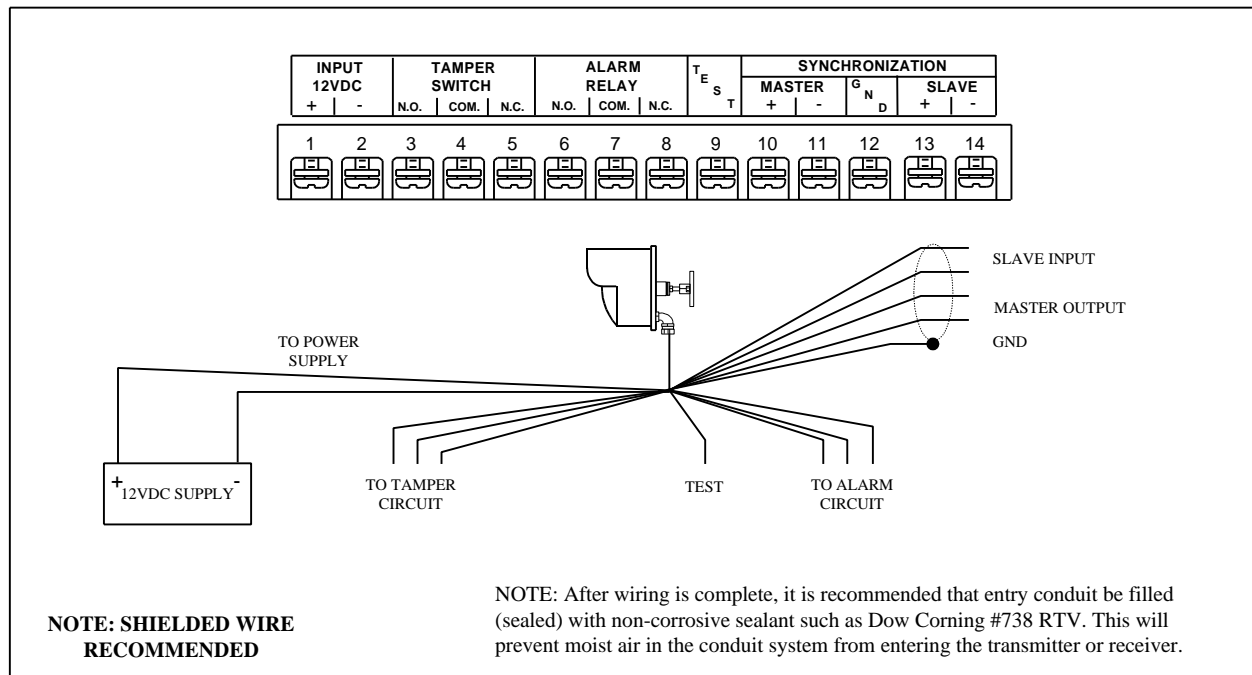 INPUT 12VDC
+ -
TAMPER SWITCH
N.O. COM. N.C.
ALARM RELAY
N.O. COM. N.C.
TEST
SYNCHRONIZATION
MASTER
+ -
GND
SLAVE
+ -
1 2 3 4 5 6 7 8 9 10 11 12 13 14
SLAVE INPUT
MASTER OUTPUT
GND
TO POWER
SUPPLY
+ -
12VDC SUPPLY
TO TAMPER
CIRCUIT
TEST
TO ALARM
CIRCUIT
NOTE: SHIELDED WIRE
RECOMMENDED
NOTE: After wiring is complete, it is recommended that entry conduit be filled
(sealed) with non-corrosive sealant such as Dow Corning #738 RTV. This will
prevent moist air in the conduit system from entering the transmitter or receiver.